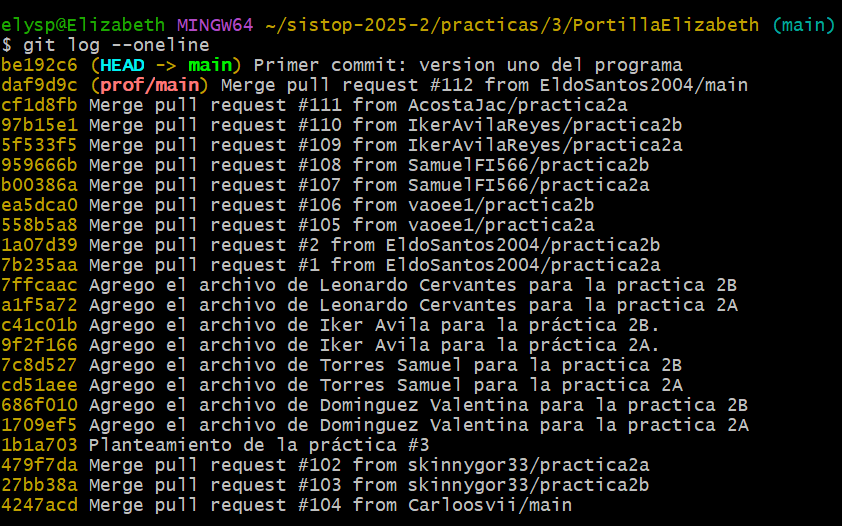 elysp@Elizabeth MINGW64 ~/sistop-2025-2/practicas/3/PortillaElizabeth (main)
$ git log --oneline
be192c6 (HEAD -> main) Primer commit: version uno del programa
daf9d9c (prof/main) Merge pull request #112 from EldoSantos2004/main
cf1d8fb Merge pull request #111 from AcostaJac/practica2a
97b15e1 Merge pull request #110 from IkerAvilaReyes/practica2b
5f533f5 Merge pull request #109 from IkerAvilaReyes/practica2a
959666b Merge pull request #108 from SamuelFI566/practica2b
b00386a Merge pull request #107 from SamuelFI566/practica2a
ea5dca0 Merge pull request #106 from vaoee1/practica2b
558b5a8 Merge pull request #105 from vaoee1/practica2a
1a07d39 Merge pull request #2 from EldoSantos2004/practica2b
7b235aa Merge pull request #1 from EldoSantos2004/practica2a
7ffcaac Agrego el archivo de Leonardo Cervantes para la practica 2B
a1f5a72 Agrego el archivo de Leonardo Cervantes para la practica 2A
c41c01b Agrego el archivo de Iker Avila para la práctica 2B.
9f2f166 Agrego el archivo de Iker Avila para la práctica 2A.
7c8d527 Agrego el archivo de Torres Samuel para la practica 2B
cd51aee Agrego el archivo de Torres Samuel para la practica 2A
686f010 Agrego el archivo de Dominguez Valentina para la practica 2B
1709ef5 Agrego el archivo de Dominguez Valentina para la practica 2A
1b1a703 Planteamiento de la práctica #3
479f7da Merge pull request #102 from skinnygor33/practica2a
27bb38a Merge pull request #103 from skinnygor33/practica2b
4247acd Merge pull request #104 from Carloosvii/main